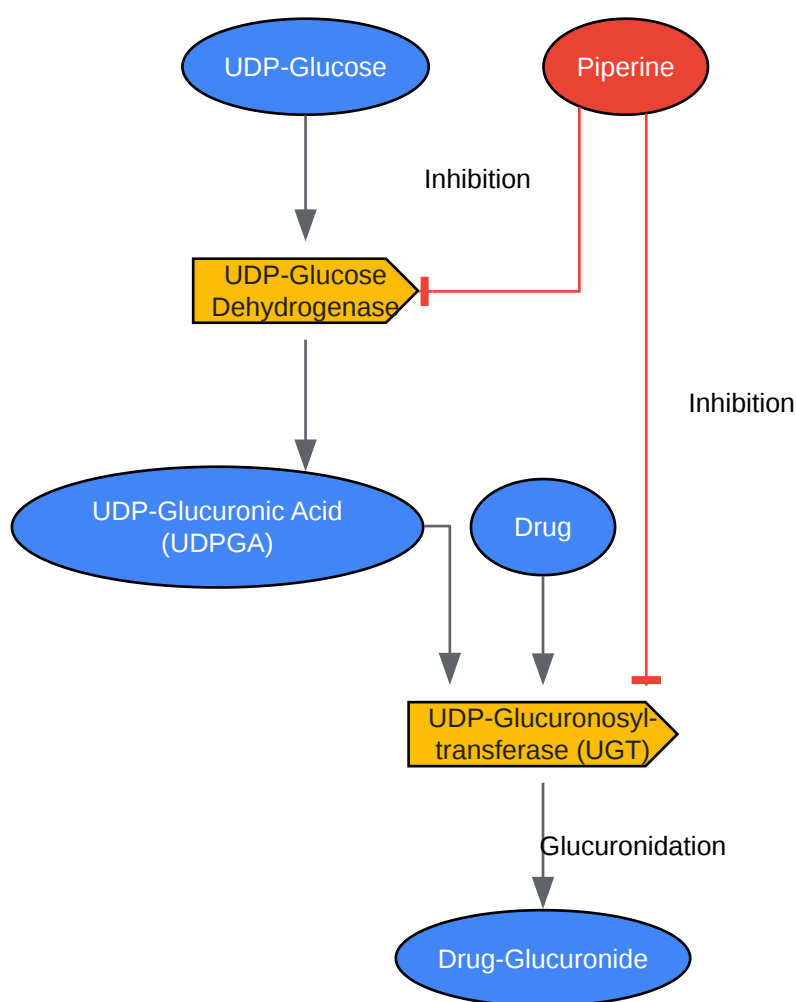 UDP-Glucose
Piperine
Inhibition
UDP-Glucose
Dehydrogenase
Inhibition
UDP-Glucuronic Acid
(UDPGA)
Drug
UDP-Glucuronosyl-
transferase (UGT)
Glucuronidation
Drug-Glucuronide